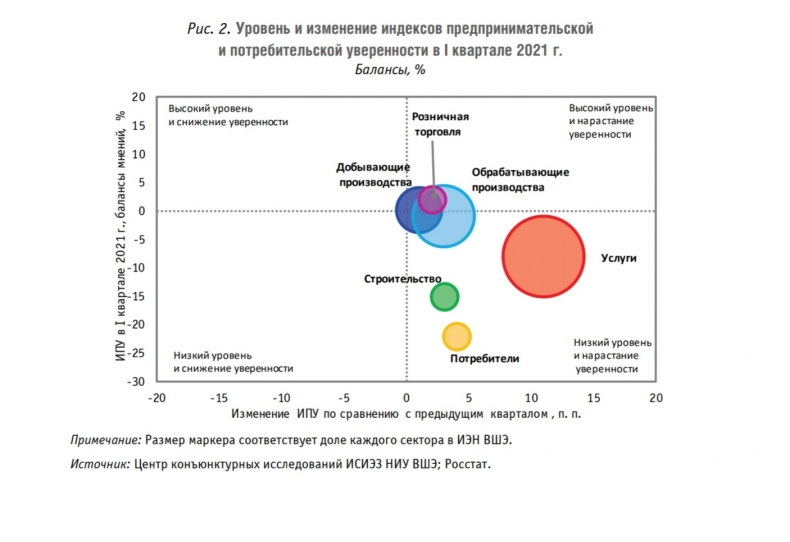 Рис. 2. Уровень и изменение индексов предпринимательской
и потребительской уверенности в I квартале 2021 г.
Балансы, %
ИПУ в I квартале 2021 г., балансы мнений, %
20
15
10
5
0
-5
-10
-15
-20
-25
-30
Высокий уровень
и снижение уверенности
Высокий уровень
и нарастание
уверенности
Розничная
торговля
Добывающие
производства
Обрабатывающие
производства
Услуги
Строительство
Потребители
Низкий уровень
и снижение уверенности
Низкий уровень
и нарастание
уверенности
-20
-15
-10
-5
0
5
10
15
20
Изменение ИПУ по сравнению с предыдущим кварталом , п. п.
Примечание: Размер маркера соответствует доле каждого сектора в ИЭН ВШЭ.
Источник: Центр конъюнктурных исследований ИСИЭЗ НИУ ВШЭ; Росстат.